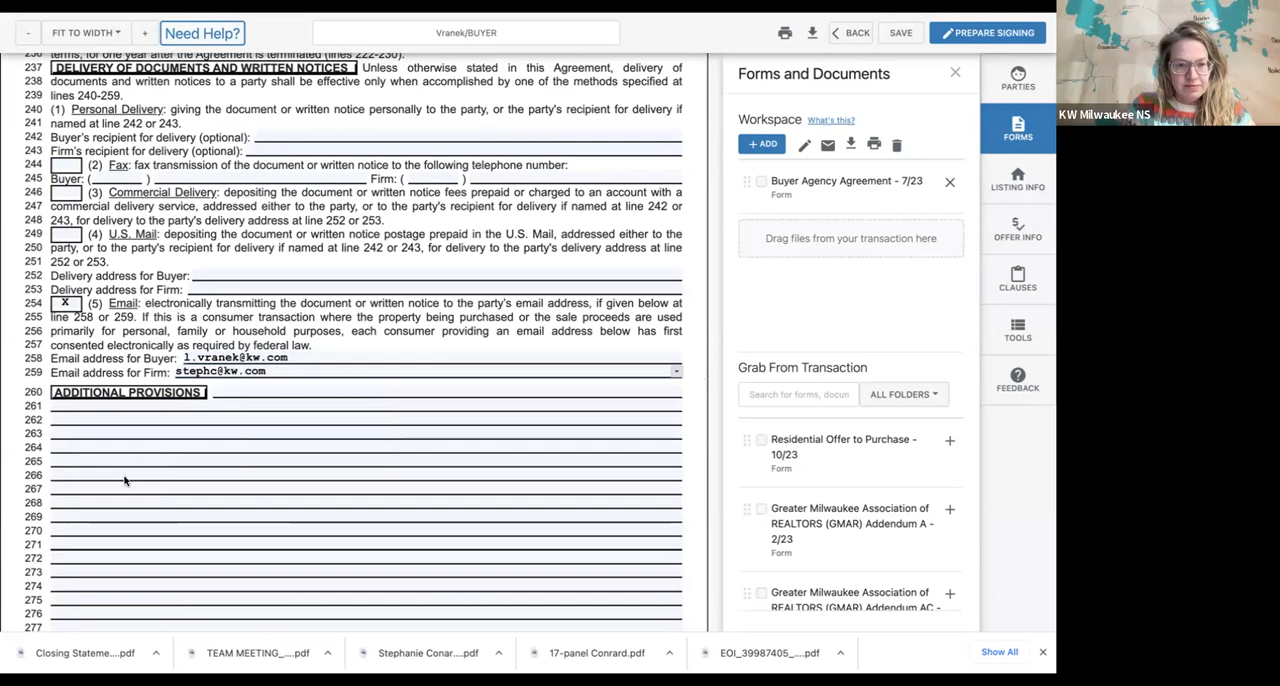 -
FIT TO WIDTH
+
Need Help?
Vranek/BUYER
BACK
SAVE
PREPARE SIGNING
236 terms, for one year after the Agreement is terminated (lines 222-230).
237 DELIVERY OF DOCUMENTS AND WRITTEN NOTICES Unless otherwise stated in this Agreement, delivery of
238 documents and written notices to a party shall be effective only when accomplished by one of the methods specified at
239 lines 240-259.
240 (1) Personal Delivery: giving the document or written notice personally to the party, or the party's recipient for delivery if
241 named at line 242 or 243.
242 Buyer's recipient for delivery (optional):
243 Firm's recipient for delivery (optional):
244 (2) Fax: fax transmission of the document or written notice to the following telephone number:
245 Buyer: ( ) Firm: ( )
246 (3) Commercial Delivery: depositing the document or written notice fees prepaid or charged to an account with a
247 commercial delivery service, addressed either to the party, or to the party's recipient for delivery if named at line 242 or
248 243, for delivery to the party's delivery address at line 252 or 253.
249 (4) U.S. Mail: depositing the document or written notice postage prepaid in the U.S. Mail, addressed either to the
250 party, or to the party's recipient for delivery if named at line 242 or 243, for delivery to the party's delivery address at line
251 252 or 253.
252 Delivery address for Buyer:
253 Delivery address for Firm:
254 X (5) Email: electronically transmitting the document or written notice to the party's email address, if given below at
255 line 258 or 259. If this is a consumer transaction where the property being purchased or the sale proceeds are used
256 primarily for personal, family or household purposes, each consumer providing an email address below has first
257 consented electronically as required by federal law.
258 Email address for Buyer: l.vranek@kw.com
259 Email address for Firm: stephc@kw.com
260 ADDITIONAL PROVISIONS
261
262
263
264
265
266
267
268
269
270
271
272
273
274
275
276
277
Forms and Documents
Workspace What's this?
+ ADD
Buyer Agency Agreement - 7/23
Form
Drag files from your transaction here
Grab From Transaction
Search for forms, docun
ALL FOLDERS
Residential Offer to Purchase -
10/23
Form
Greater Milwaukee Association of
REALTORS (GMAR) Addendum A -
2/23
Form
Greater Milwaukee Association of
REALTORS (GMAR) Addendum AC -
PARTIES
FORMS
LISTING INFO
OFFER INFO
CLAUSES
TOOLS
FEEDBACK
KW Milwaukee NS
Closing Stateme....pdf
TEAM MEETING_....pdf
Stephanie Conar....pdf
17-panel Conrard.pdf
EOI_39987405_....pdf
Show All